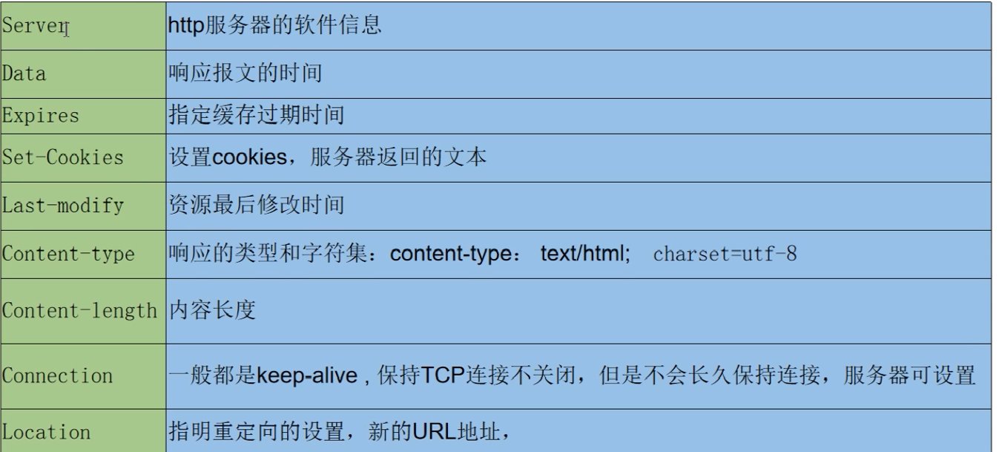 Server http服务器的软件信息
Data 响应报文的时间
Expires 指定缓存过期时间
Set-Cookies 设置cookies，服务器返回的文本
Last-modify 资源最后修改时间
Content-type 响应的类型和字符集：content-type： text/html; charset=utf-8
Content-length 内容长度
Connection 一般都是keep-alive , 保持TCP连接不关闭，但是不会长久保持连接，服务器可设置
Location 指明重定向的设置，新的URL地址，